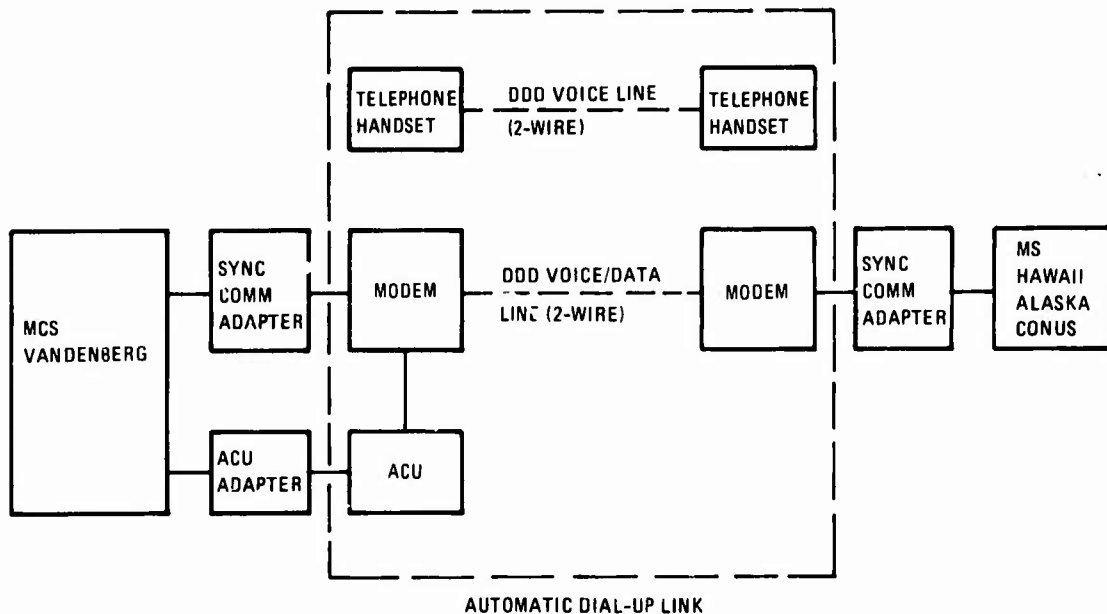 TELEPHONE
HANDSET
DDD VOICE LINE
(2-WIRE)
TELEPHONE
HANDSET
MCS
VANDENBERG
SYNC
COMM
ADAPTER
MODEM
DDD VOICE/DATA
LINE (2-WIRE)
MODEM
SYNC
COMM
ADAPTER
MS
HAWAII
ALASKA
CONUS
ACU
ADAPTER
ACU
AUTOMATIC DIAL-UP LINK